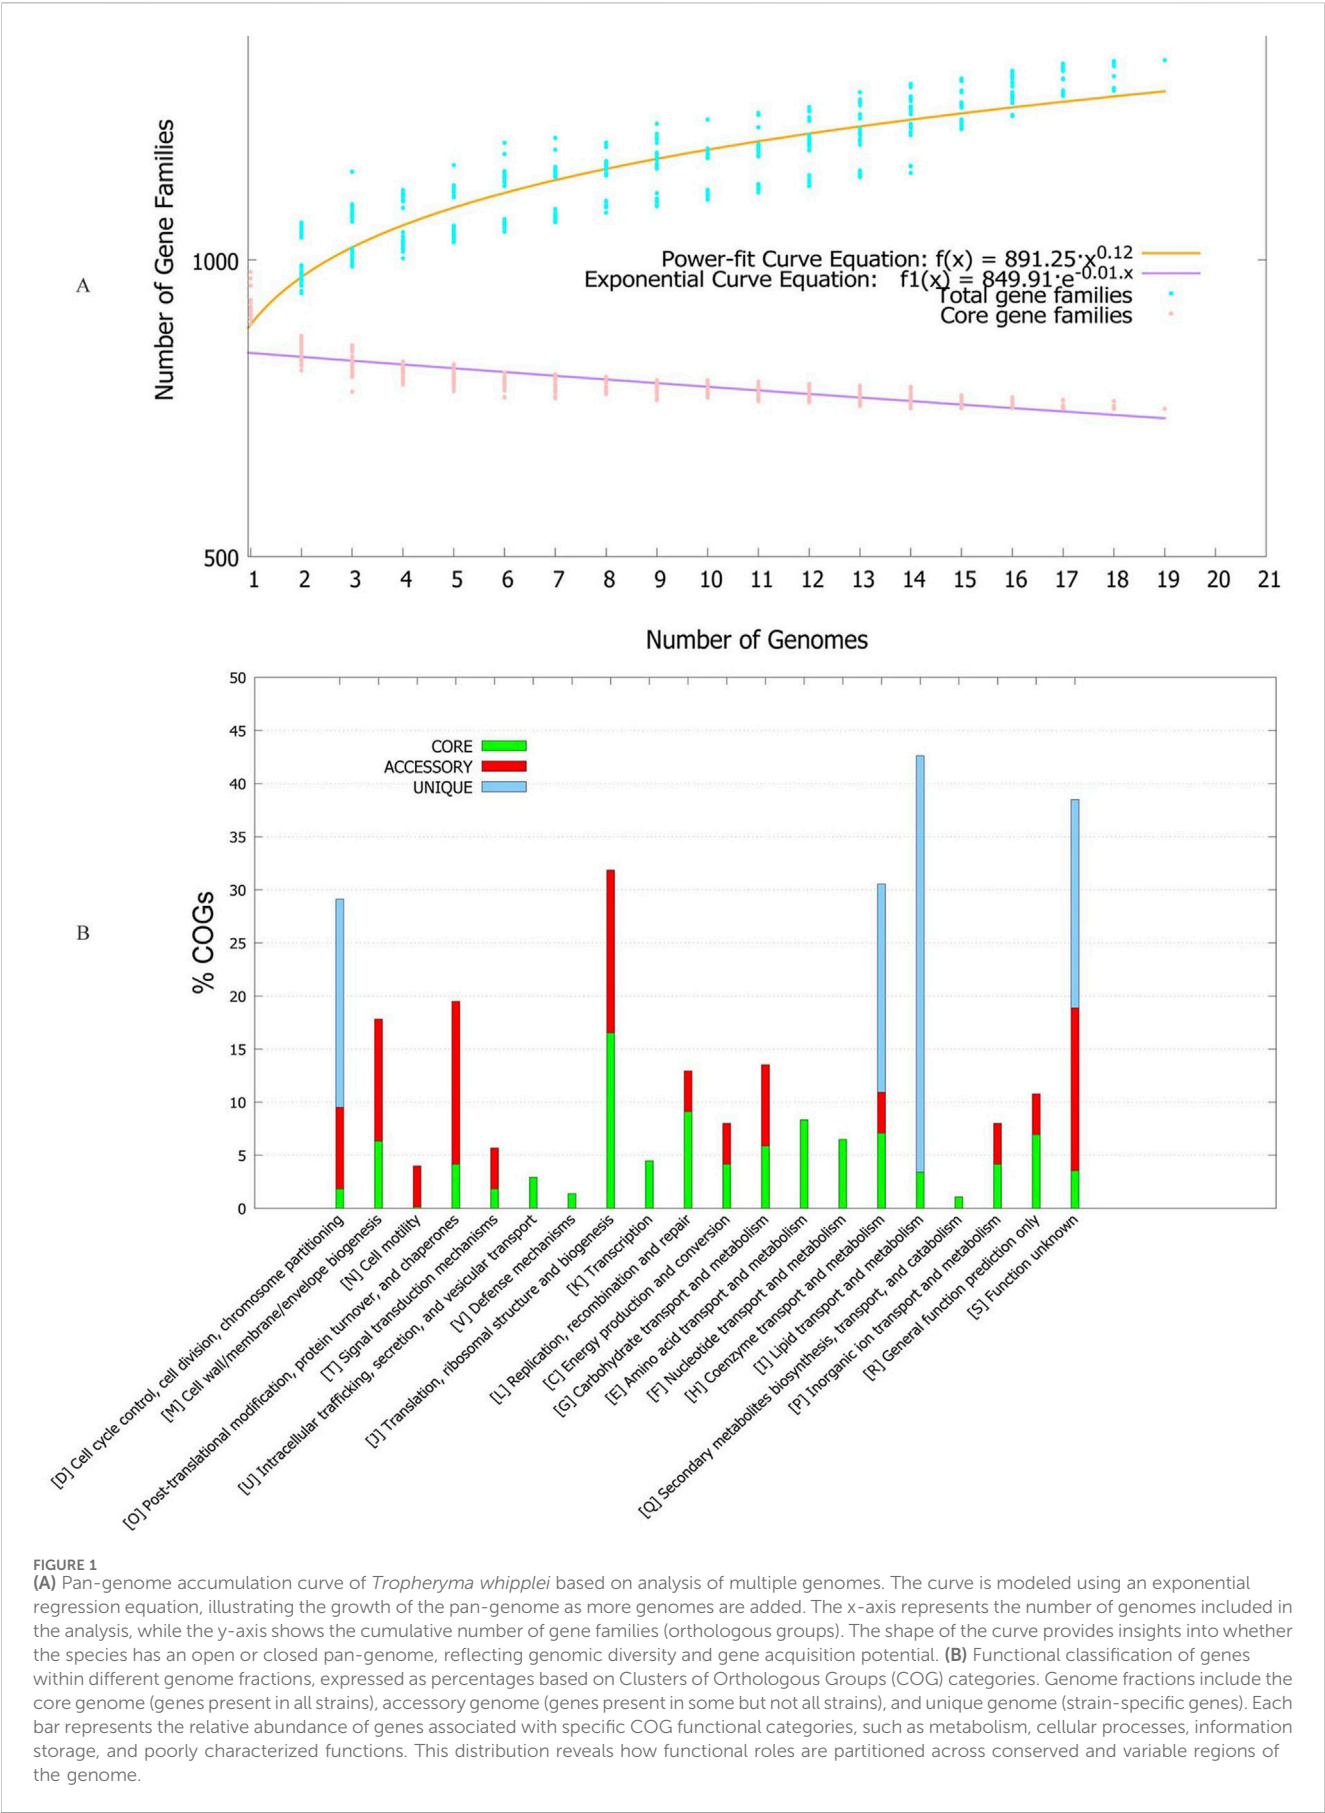 A
Number of Gene Families
1000
500
Power-fit Curve Equation: f(x) = 891.25·x^0.12
Exponential Curve Equation: f1(x) = 849.91·e^-0.01.x
Total gene families
Core gene families
1 2 3 4 5 6 7 8 9 10 11 12 13 14 15 16 17 18 19 20 21
Number of Genomes
B
% COGs
50
45
40
35
30
25
20
15
10
5
0
CORE
ACCESSORY
UNIQUE
[D] Cell cycle control, cell division, chromosome partitioning
[M] Cell wall/membrane/envelope biogenesis
[N] Cell motility
[O] Post-translational modification, protein turnover, and chaperones
[T] Signal transduction mechanisms
[U] Intracellular trafficking, secretion, and vesicular transport
[V] Defense mechanisms
[J] Translation, ribosomal structure and biogenesis
[K] Transcription
[L] Replication, recombination and repair
[C] Energy production and conversion
[G] Carbohydrate transport and metabolism
[E] Amino acid transport and metabolism
[F] Nucleotide transport and metabolism
[H] Coenzyme transport and metabolism
[I] Lipid transport and metabolism
[Q] Secondary metabolites biosynthesis, transport, and catabolism
[P] Inorganic ion transport and metabolism
[R] General function prediction only
[S] Function unknown
FIGURE 1
(A) Pan-genome accumulation curve of Tropheryma whipplei based on analysis of multiple genomes. The curve is modeled using an exponential
regression equation, illustrating the growth of the pan-genome as more genomes are added. The x-axis represents the number of genomes included in
the analysis, while the y-axis shows the cumulative number of gene families (orthologous groups). The shape of the curve provides insights into whether
the species has an open or closed pan-genome, reflecting genomic diversity and gene acquisition potential. (B) Functional classification of genes
within different genome fractions, expressed as percentages based on Clusters of Orthologous Groups (COG) categories. Genome fractions include the
core genome (genes present in all strains), accessory genome (genes present in some but not all strains), and unique genome (strain-specific genes). Each
bar represents the relative abundance of genes associated with specific COG functional categories, such as metabolism, cellular processes, information
storage, and poorly characterized functions. This distribution reveals how functional roles are partitioned across conserved and variable regions of
the genome.